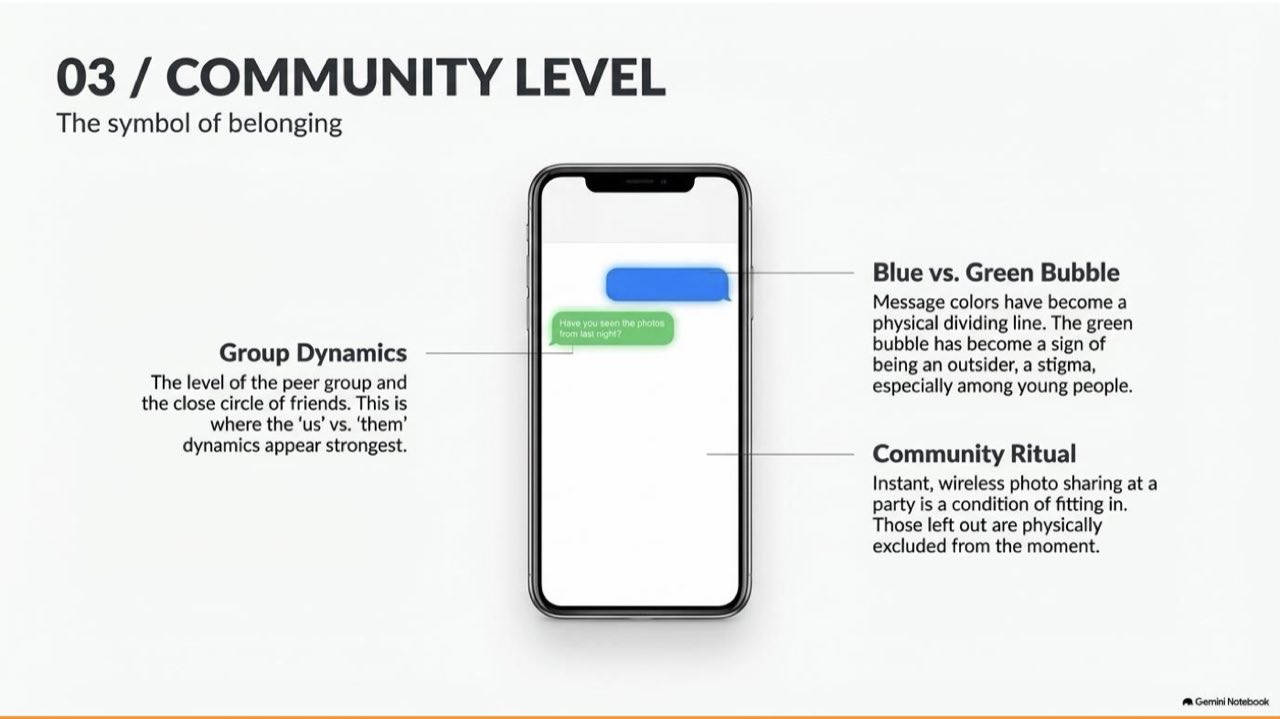 03 / COMMUNITY LEVEL
The symbol of belonging
Have you seen the photos
from last night?
Group Dynamics
The level of the peer group and
the close circle of friends. This is
where the ‘us’ vs. ‘them’
dynamics appear strongest.
Blue vs. Green Bubble
Message colors have become a
physical dividing line. The green
bubble has become a sign of
being an outsider, a stigma,
especially among young people.
Community Ritual
Instant, wireless photo sharing at a
party is a condition of fitting in.
Those left out are physically
excluded from the moment.
Gemini Notebook